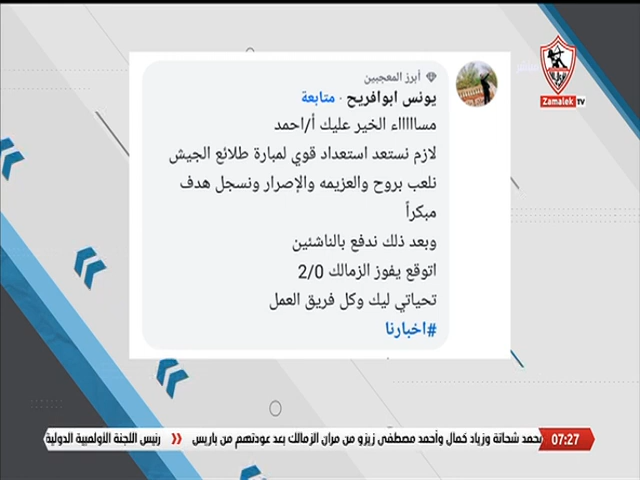 أبرز المعجبين
يونس ابوافريح · متابعة
مساااااء الخير عليك أ/احمد
لازم نستعد استعداد قوي لمبارة طلائع الجيش
نلعب بروح والعزيمه والإصرار ونسجل هدف
مبكراً
وبعد ذلك ندفع بالناشئين
اتوقع يفوز الزمالك 2/0
تحياتي ليك وكل فريق العمل
#اخبارنا
Zamalek TV
07:27
محمد شحاتة وزياد كمال وأحمد مصطفى زيزو من مران الزمالك بعد عودتهم من باريس » رئيس اللجنة الأولمبية الدولية